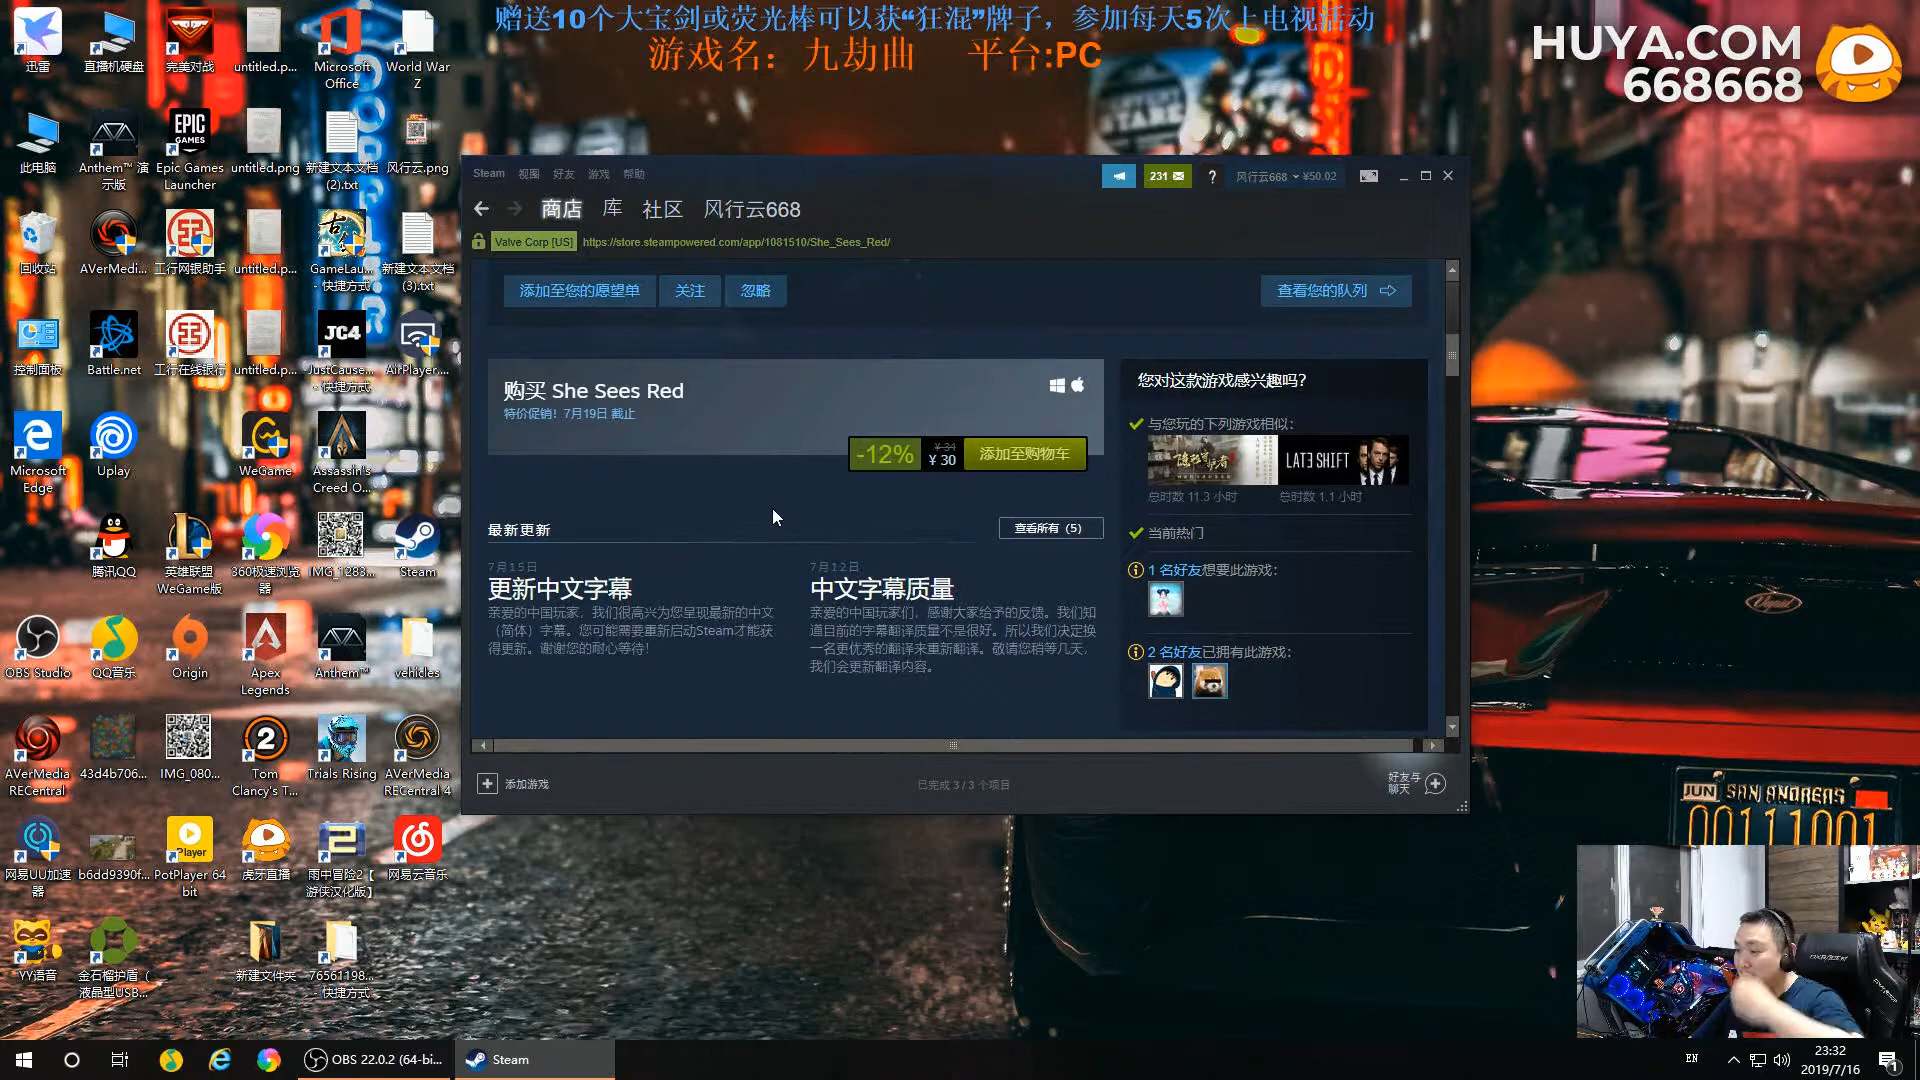 赠送10个大宝剑或荧光棒可以获“狂混”牌子，参加每天5次上电视活动
游戏名：九劫曲 平台:PC
HUYA.COM
668668
迅雷
直播机硬盘
完美对战
untitled.p...
Microsoft Office
World War Z
此电脑
Anthem™ 演示版
EPIC GAMES
Epic Games Launcher
untitled.png
新建文本文档 (2).txt
风行云.png
回收站
AVerMedi...
工行网银助手
untitled.p...
GameLau... - 快捷方式
新建文本文档 (3).txt
控制面板
Battle.net
工行在线银行
untitled.p...
JC4
JustCause... - 快捷方式
AirPlayer....
Microsoft Edge
Uplay
WeGame
Assassin's Creed O...
腾讯QQ
英雄联盟 WeGame版
360极速浏览器
IMG_1283...
Steam
OBS Studio
QQ音乐
Origin
Apex Legends
Anthem™
vehicles
AVerMedia RECentral
43d4b706...
IMG_080...
Tom Clancy's T...
Trials Rising
AVerMedia RECentral 4
网易UU加速器
b6dd9390f...
Player
PotPlayer 64 bit
虎牙直播
雨中冒险2【游侠汉化版】
网易云音乐
YY语音
金石榴护盾（液晶型USB...
新建文件夹
76561198... - 快捷方式
Steam 视图 好友 游戏 帮助
231
?
风行云668 ¥50.02
商店 库 社区 风行云668
Valve Corp [US] https://store.steampowered.com/app/1081510/She_Sees_Red/
添加至您的愿望单 关注 忽略 查看您的队列
购买 She Sees Red
特价促销！7月19日 截止
-12%
¥ 34
¥ 30
添加至购物车
最新更新
查看所有（5）
7月15日
更新中文字幕
亲爱的中国玩家，我们很高兴为您呈现最新的中文
（简体）字幕。您可能需要重新启动Steam才能获
得更新。谢谢您的耐心等待！
7月12日
中文字幕质量
亲爱的中国玩家们，感谢大家给予的反馈。我们知
道目前的字幕翻译质量不是很好。所以我们决定换
一名更优秀的翻译来重新翻译。敬请您稍等几天，
我们会更新翻译内容。
您对这款游戏感兴趣吗？
与您玩的下列游戏相似：
LATE SHIFT
总时数 11.3 小时
总时数 1.1 小时
当前热门
1 名好友想要此游戏：
2 名好友已拥有此游戏：
添加游戏
已完成 3 / 3 个项目
好友与聊天
JUN SAN ANDREAS
00111001
DXRACER
OBS 22.0.2 (64-bi...
Steam
EN
23:32
2019/7/16
1